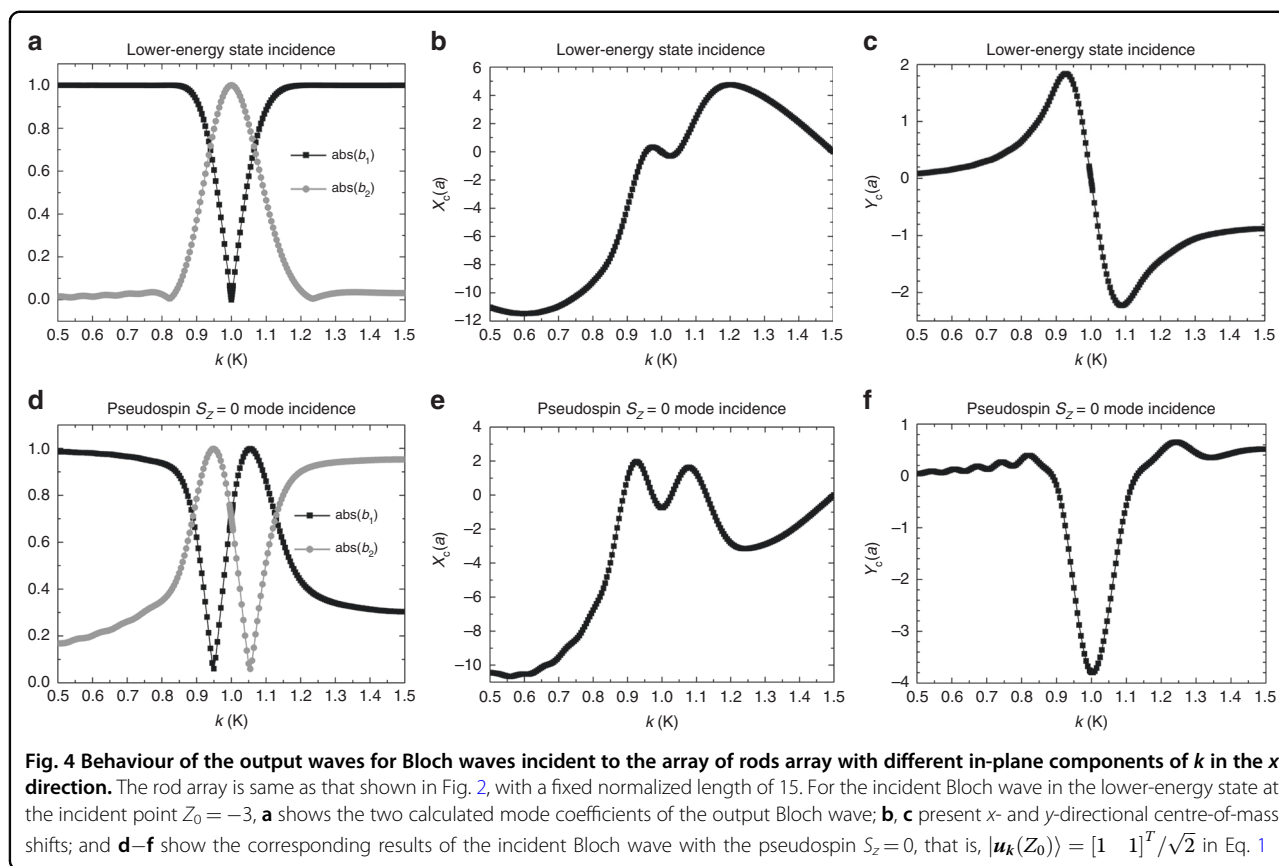 a
Lower-energy state incidence
1.0
0.8
0.6
0.4
0.2
0.0
abs(b1)
abs(b2)
0.5 0.6 0.7 0.8 0.9 1.0 1.1 1.2 1.3 1.4 1.5
k (K)
b
Lower-energy state incidence
6
4
2
0
−2
−4
−6
−8
−10
−12
Xc(a)
0.5 0.6 0.7 0.8 0.9 1.0 1.1 1.2 1.3 1.4 1.5
k (K)
c
Lower-energy state incidence
2
1
0
−1
−2
Yc(a)
0.5 0.6 0.7 0.8 0.9 1.0 1.1 1.2 1.3 1.4 1.5
k (K)
d
Pseudospin SZ = 0 mode incidence
1.0
0.8
0.6
0.4
0.2
0.0
abs(b1)
abs(b2)
0.5 0.6 0.7 0.8 0.9 1.0 1.1 1.2 1.3 1.4 1.5
k (K)
e
Pseudospin SZ = 0 mode incidence
4
2
0
−2
−4
−6
−8
−10
Xc(a)
0.5 0.6 0.7 0.8 0.9 1.0 1.1 1.2 1.3 1.4 1.5
k (K)
f
Pseudospin SZ = 0 mode incidence
1
0
−1
−2
−3
−4
Yc(a)
0.5 0.6 0.7 0.8 0.9 1.0 1.1 1.2 1.3 1.4 1.5
k (K)
Fig. 4 Behaviour of the output waves for Bloch waves incident to the array of rods array with different in-plane components of k in the x
direction. The rod array is same as that shown in Fig. 2, with a fixed normalized length of 15. For the incident Bloch wave in the lower-energy state at
the incident point Z0 = −3, a shows the two calculated mode coefficients of the output Bloch wave; b, c present x- and y-directional centre-of-mass
shifts; and d−f show the corresponding results of the incident Bloch wave with the pseudospin SZ = 0, that is, |uk(Z0)⟩ = [1 1]^T/√2 in Eq. 1